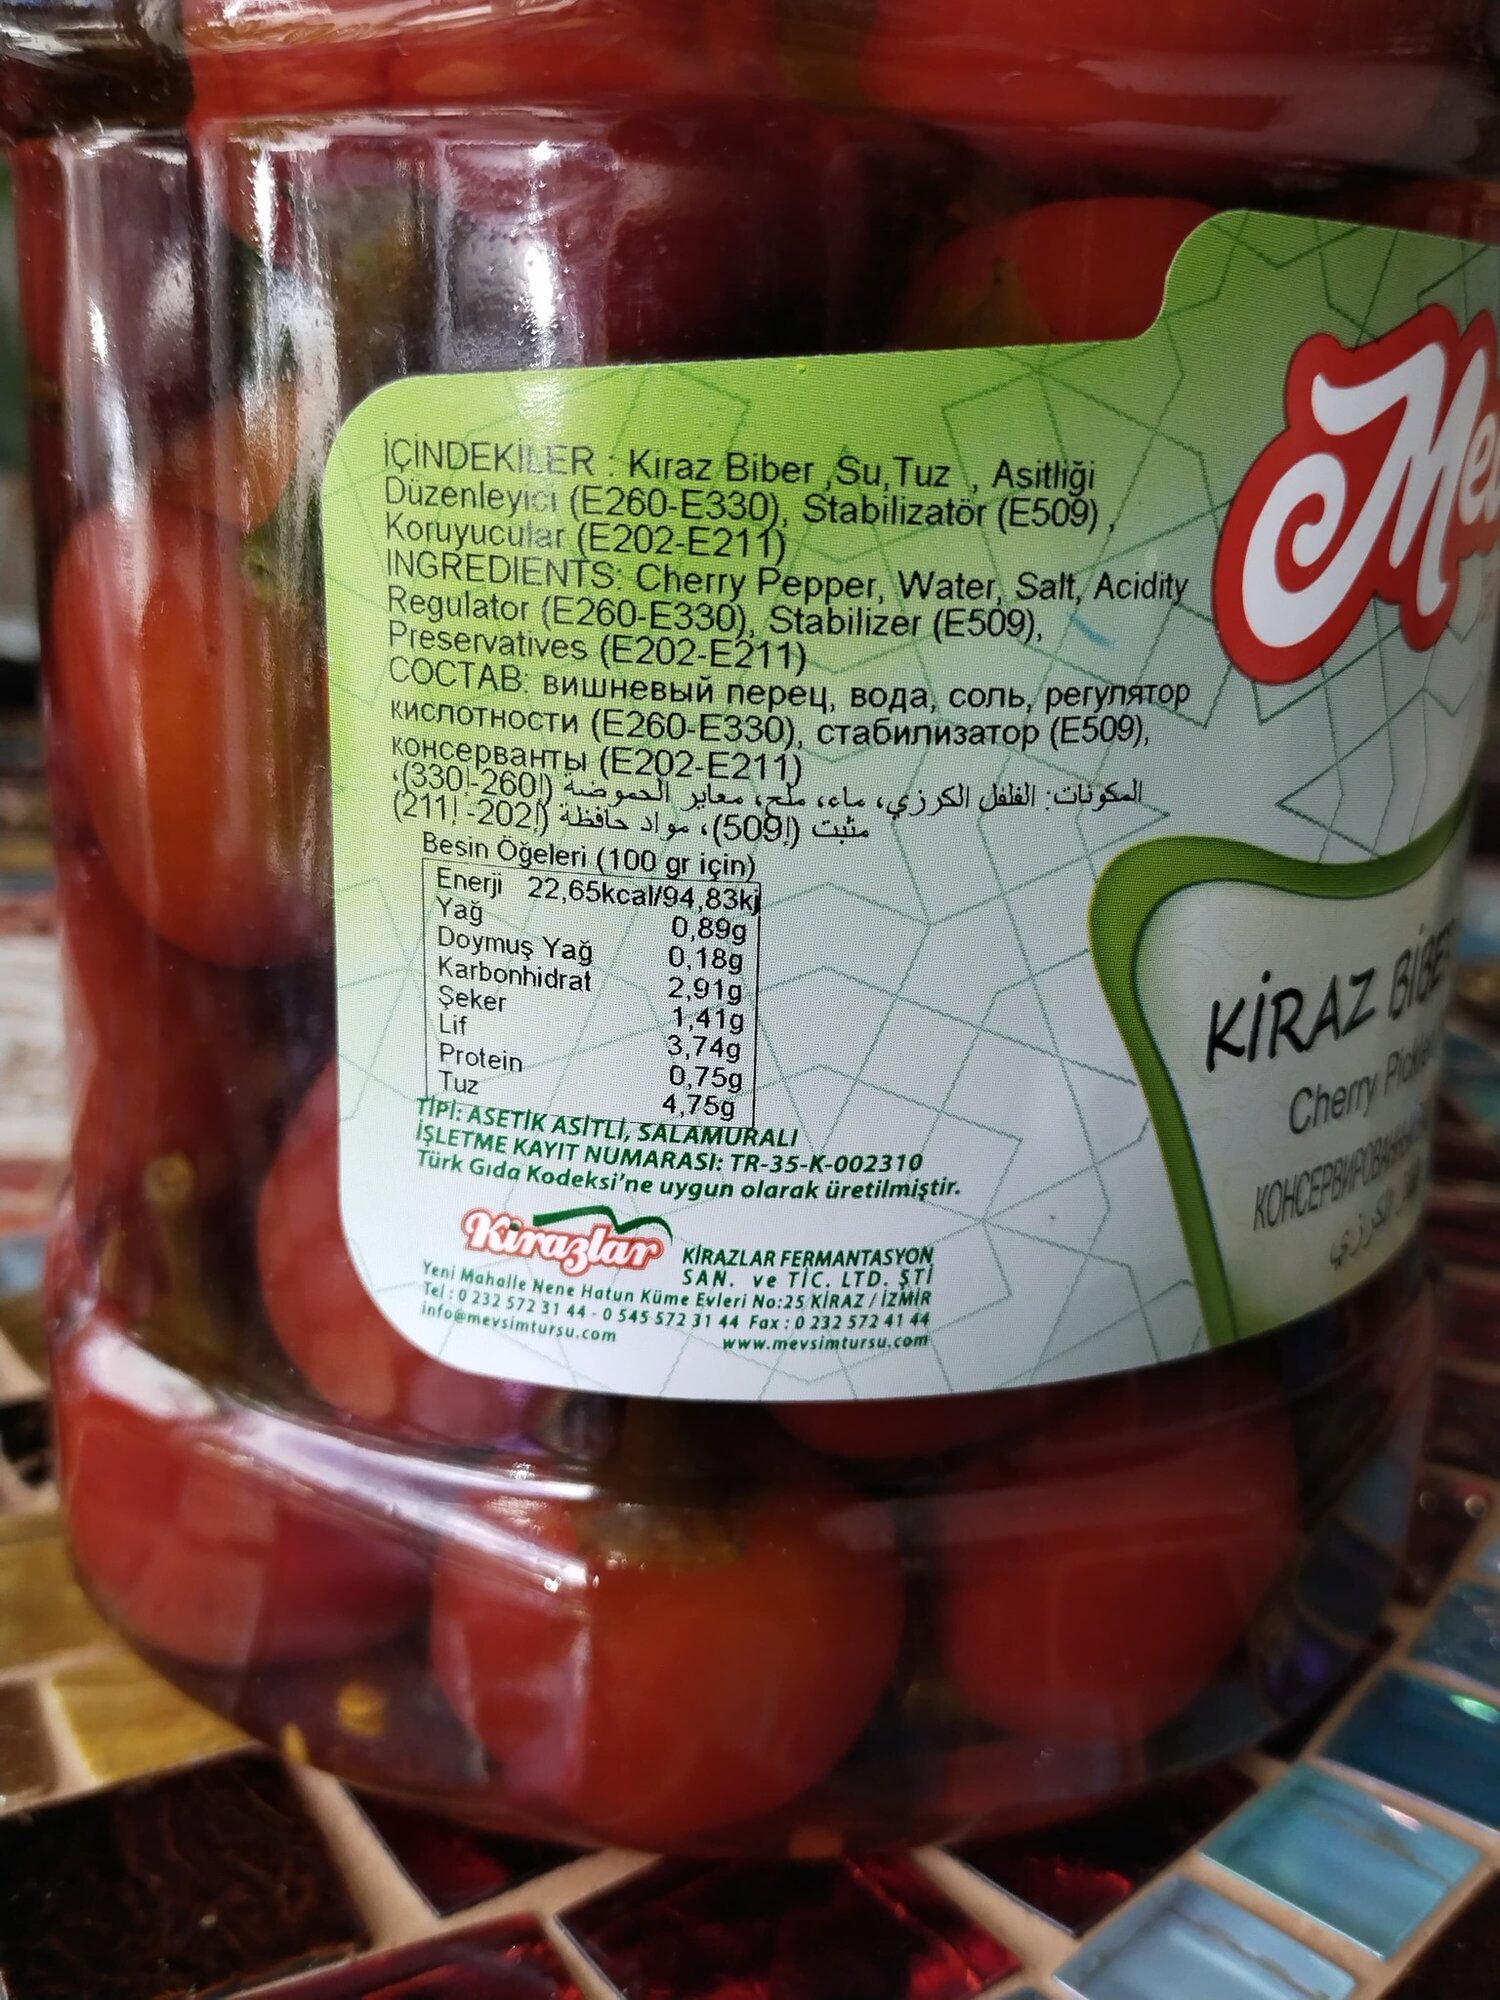 İÇİNDEKİLER : Kiraz Biber ,Su,Tuz , Asitliği
Düzenleyici (E260-E330), Stabilizatör (E509) ,
Koruyucular (E202-E211)
INGREDIENTS: Cherry Pepper, Water, Salt, Acidity
Regulator (E260-E330), Stabilizer (E509),
Preservatives (E202-E211)
СОСТАВ: вишневый перец, вода, соль, регулятор
кислотности (E260-E330), стабилизатор (E509),
консерванты (E202-E211)
المكونات: الفلفل الكرزي، ماء، ملح، معاير الحموضة (إ260-إ330)،
مثبت (إ509)، مواد حافظة (إ202- إ211)
Besin Öğeleri (100 gr için)
Enerji 22,65kcal/94,83kj
Yağ 0,89g
Doymuş Yağ 0,18g
Karbonhidrat 2,91g
Şeker 1,41g
Lif 3,74g
Protein 0,75g
Tuz 4,75g
TİPİ: ASETİK ASİTLİ, SALAMURALI
İŞLETME KAYIT NUMARASI: TR-35-K-002310
Türk Gıda Kodeksi'ne uygun olarak üretilmiştir.
Kirazlar
KİRAZLAR FERMANTASYON
SAN. ve TİC. LTD. ŞTİ
Yeni Mahalle Nene Hatun Küme Evleri No:25 KİRAZ / İZMİR
Tel : 0 232 572 31 44 - 0 545 572 31 44 Fax : 0 232 572 41 44
info@mevsimtursu.com www.mevsimtursu.com
KİRAZ
Cherry